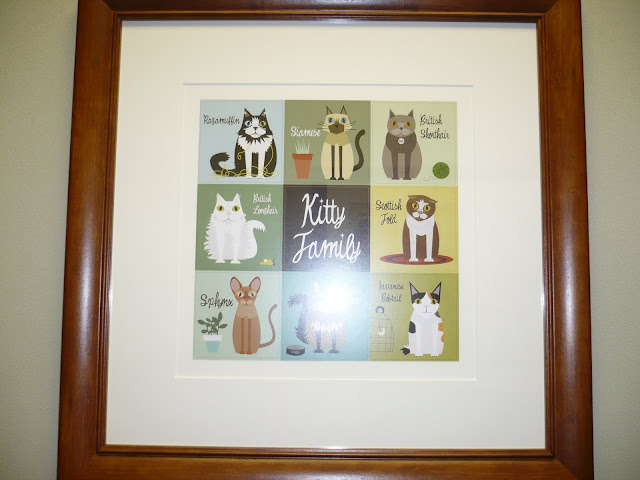 Ragamuffin
Siamese
British
Shorthair
British
Longhair
Kitty
Family
Scottish
Fold
Sphynx
Japanese
Bobtail